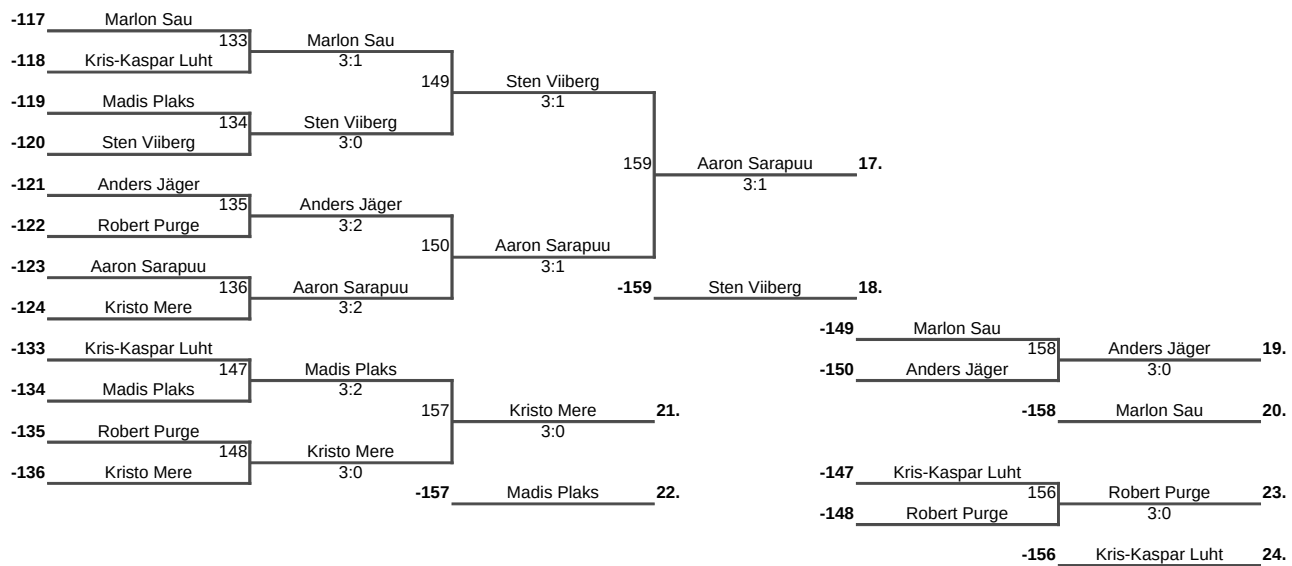 -117 Marlon Sau
133 Marlon Sau
-118 Kris-Kaspar Luht 3:1
149 Sten Viiberg
-119 Madis Plaks 3:1
134 Sten Viiberg
-120 Sten Viiberg 3:0
159 Aaron Sarapuu 17.
-121 Anders Jäger 3:1
135 Anders Jäger
-122 Robert Purge 3:2
150 Aaron Sarapuu
-123 Aaron Sarapuu 3:1
136 Aaron Sarapuu -159 Sten Viiberg 18.
-124 Kristo Mere 3:2
-149 Marlon Sau
-133 Kris-Kaspar Luht 158 Anders Jäger 19.
147 Madis Plaks -150 Anders Jäger 3:0
-134 Madis Plaks 3:2
157 Kristo Mere 21. -158 Marlon Sau 20.
-135 Robert Purge 3:0
148 Kristo Mere
-136 Kristo Mere 3:0 -147 Kris-Kaspar Luht
-157 Madis Plaks 22. 156 Robert Purge 23.
-148 Robert Purge 3:0
-156 Kris-Kaspar Luht 24.